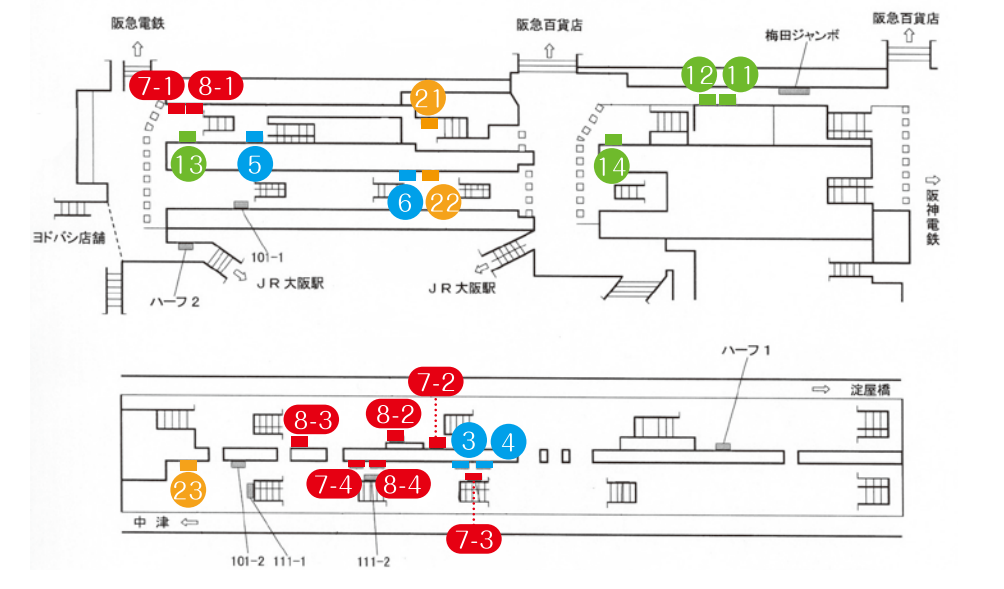 阪急電鉄
阪急百貨店
阪急百貨店
梅田ジャンボ
7-1
8-1
21
12
11
13
5
14
6
22
阪神電鉄
ヨドバシ店舗
101-1
JR大阪駅
JR大阪駅
ハーフ2
ハーフ1
7-2
淀屋橋
8-3
8-2
3
4
23
7-4
8-4
中津
7-3
101-2
111-1
111-2